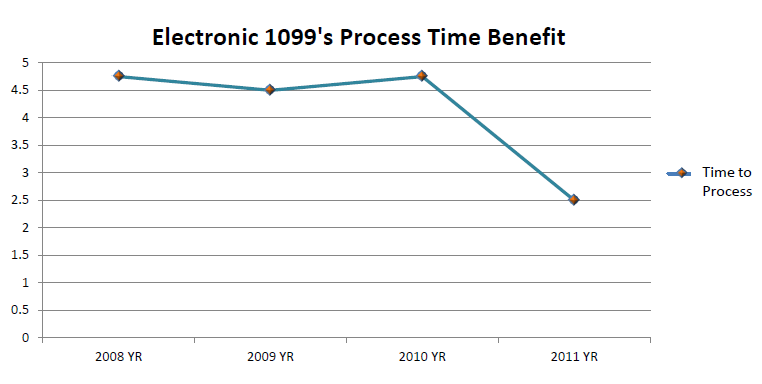 Electronic 1099's Process Time Benefit
5
4.5
4
3.5
3
2.5
2
1.5
1
0.5
0
2008 YR
2009 YR
2010 YR
2011 YR
Time to
Process